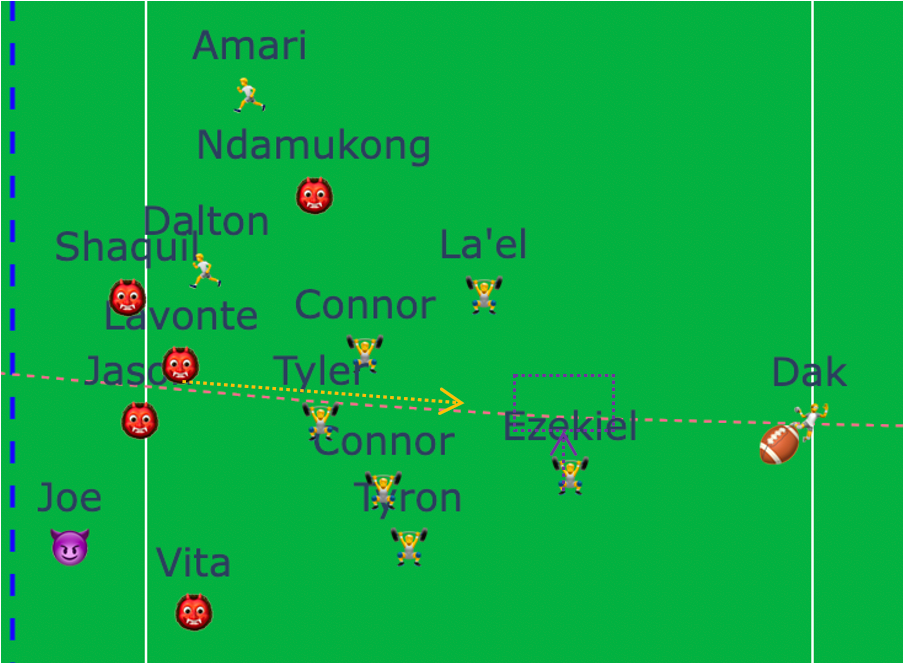 Amari
Ndamukong
Dalton
Shaquil
La'el
Connor
Lavonte
Jaso
Tyler
Dak
Ezekiel
Connor
Joe
Tyron
Vita